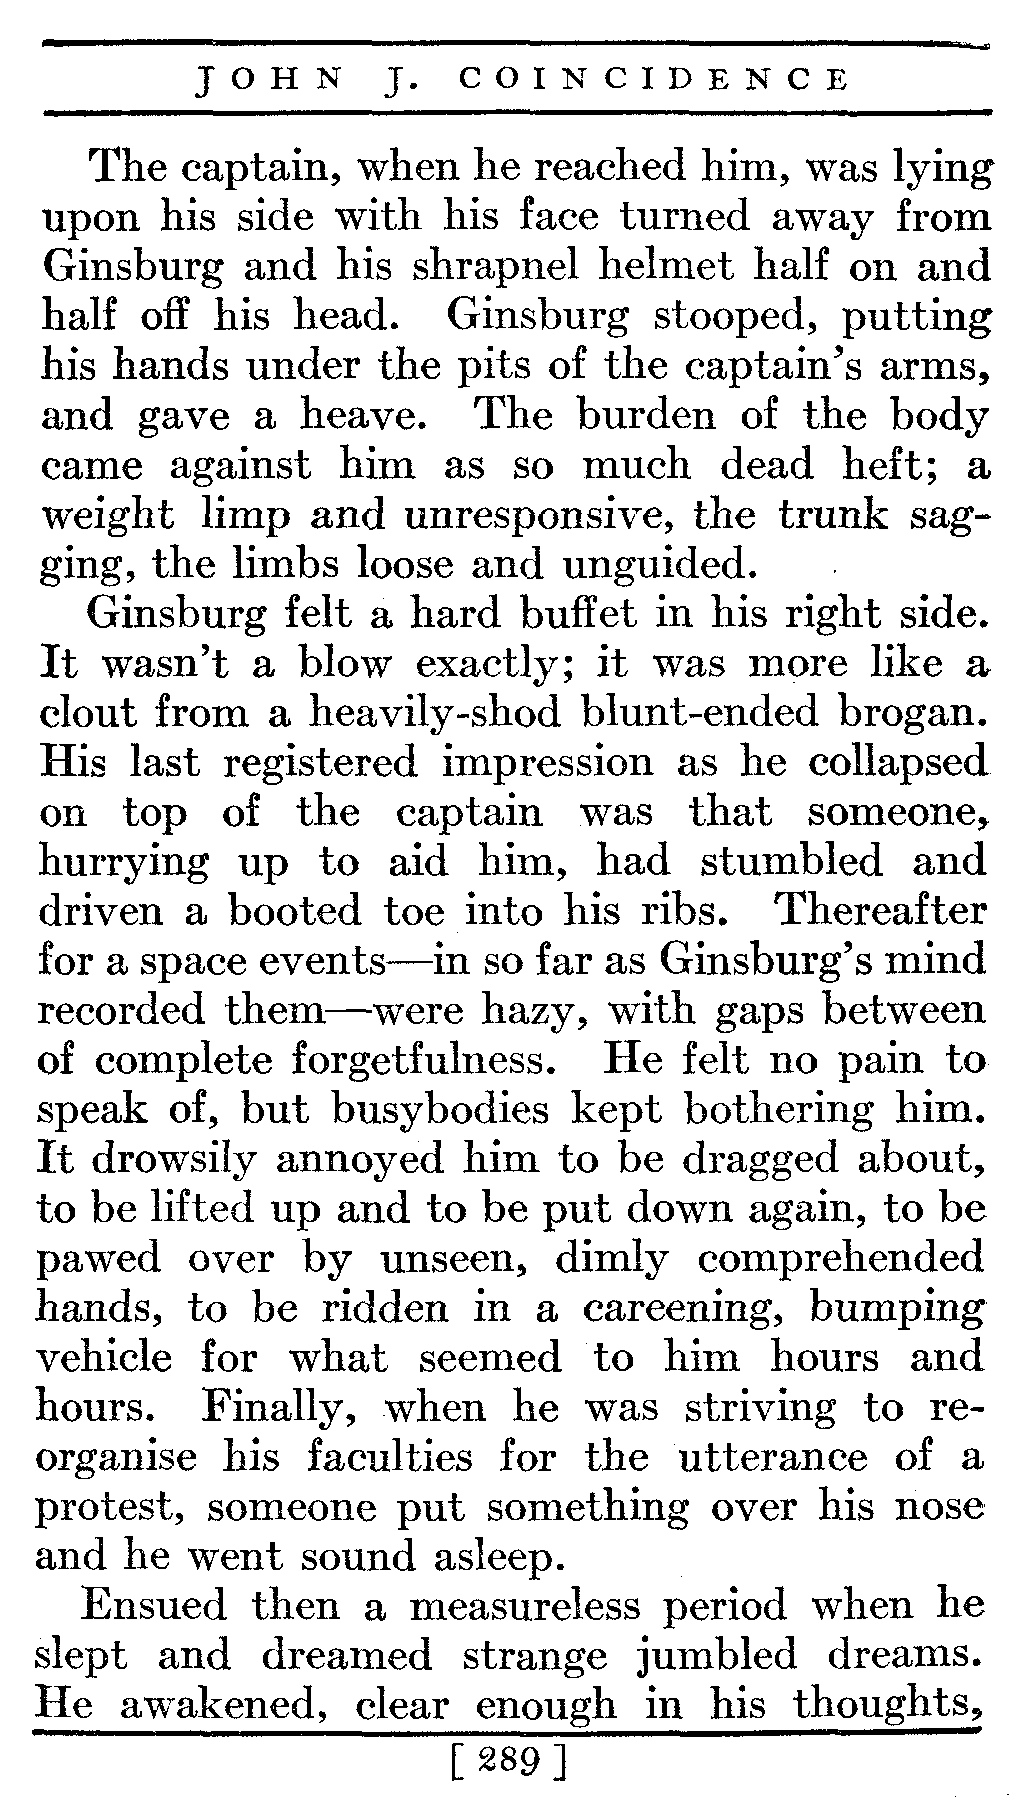 JOHN J. COINCIDENCE
The captain, when he reached him, was lying
upon his side with his face turned away from
Ginsburg and his shrapnel helmet half on and
half off his head. Ginsburg stooped, putting
his hands under the pits of the captain's arms,
and gave a heave. The burden of the body
came against him as so much dead heft; a
weight limp and unresponsive, the trunk sag-
ging, the limbs loose and unguided.
Ginsburg felt a hard buffet in his right side.
It wasn't a blow exactly; it was more like a
clout from a heavily-shod blunt-ended brogan.
His last registered impression as he collapsed
on top of the captain was that someone,
hurrying up to aid him, had stumbled and
driven a booted toe into his ribs. Thereafter
for a space events—in so far as Ginsburg's mind
recorded them—were hazy, with gaps between
of complete forgetfulness. He felt no pain to
speak of, but busybodies kept bothering him.
It drowsily annoyed him to be dragged about,
to be lifted up and to be put down again, to be
pawed over by unseen, dimly comprehended
hands, to be ridden in a careening, bumping
vehicle for what seemed to him hours and
hours. Finally, when he was striving to re-
organise his faculties for the utterance of a
protest, someone put something over his nose
and he went sound asleep.
Ensued then a measureless period when he
slept and dreamed strange jumbled dreams.
He awakened, clear enough in his thoughts,
[ 289 ]